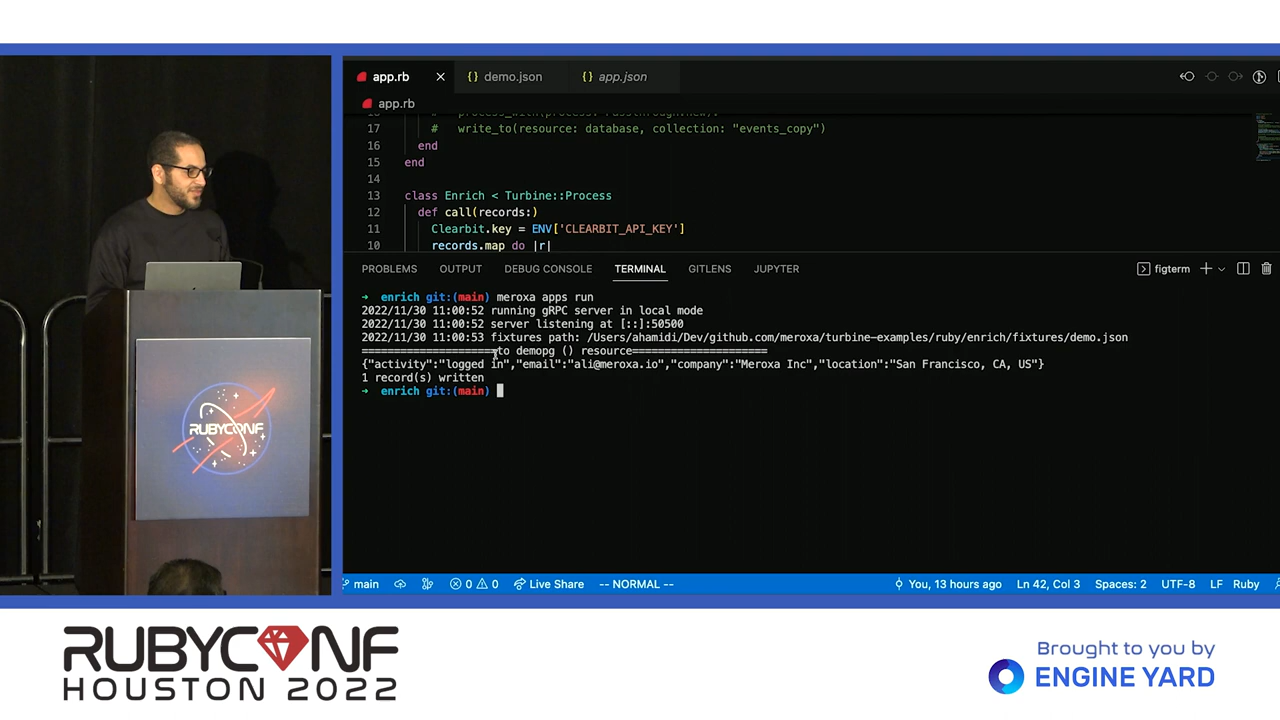 app.rb
demo.json
app.json
app.rb
17 # write_to(resource: database, collection: "events_copy")
16 end
15 end
14
13 class Enrich < Turbine::Process
12 def call(records:)
11 Clearbit.key = ENV['CLEARBIT_API_KEY']
10 records.map do |r|
PROBLEMS OUTPUT DEBUG CONSOLE TERMINAL GITLENS JUPYTER
figterm
→ enrich git:(main) meroxa apps run
2022/11/30 11:00:52 running gRPC server in local mode
2022/11/30 11:00:52 server listening at [::]:50500
2022/11/30 11:00:53 fixtures path: /Users/ahamidi/Dev/github.com/meroxa/turbine-examples/ruby/enrich/fixtures/demo.json
=====================to demopg () resource=====================
{"activity":"logged in","email":"ali@meroxa.io","company":"Meroxa Inc","location":"San Francisco, CA, US"}
1 record(s) written
→ enrich git:(main)
main 0 0 Live Share -- NORMAL -- You, 13 hours ago Ln 42, Col 3 Spaces: 2 UTF-8 LF Ruby
RUBYCONF
RUBYCONF
HOUSTON 2022
Brought to you by
ENGINE YARD